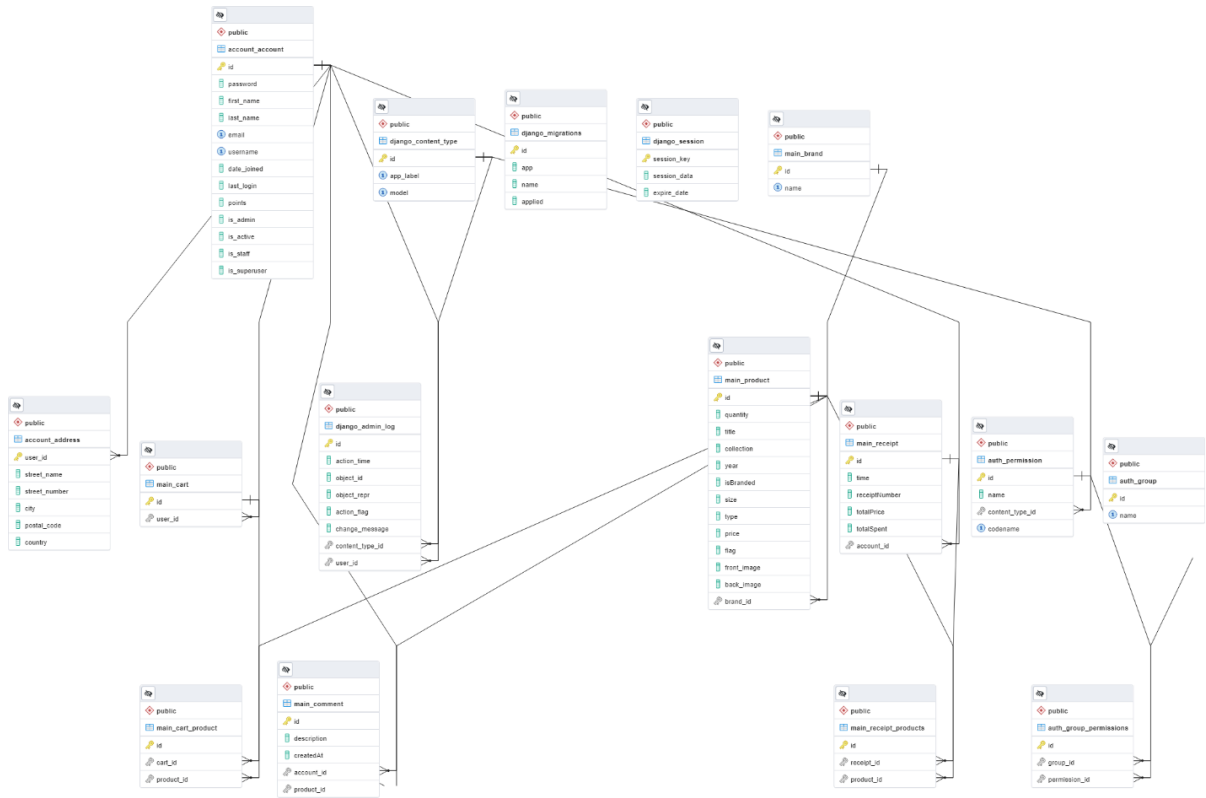 public
account_account
id
password
first_name
last_name
email
username
date_joined
last_login
points
is_admin
is_active
is_staff
is_superuser
public
django_content_type
id
app_label
model
public
django_migrations
id
app
name
applied
public
django_session
session_key
session_data
expire_date
public
main_brand
id
name
public
account_address
user_id
street_name
street_number
city
postal_code
country
public
main_cart
id
user_id
public
django_admin_log
id
action_time
object_id
object_repr
action_flag
change_message
content_type_id
user_id
public
main_product
id
quantity
title
collection
year
isBranded
size
type
price
flag
front_image
back_image
brand_id
public
main_receipt
id
time
receiptNumber
totalPrice
totalSpent
account_id
public
auth_permission
id
name
content_type_id
codename
public
auth_group
id
name
public
main_cart_product
id
cart_id
product_id
public
main_comment
id
description
createdAt
account_id
product_id
public
main_receipt_products
id
receipt_id
product_id
public
auth_group_permissions
id
group_id
permission_id